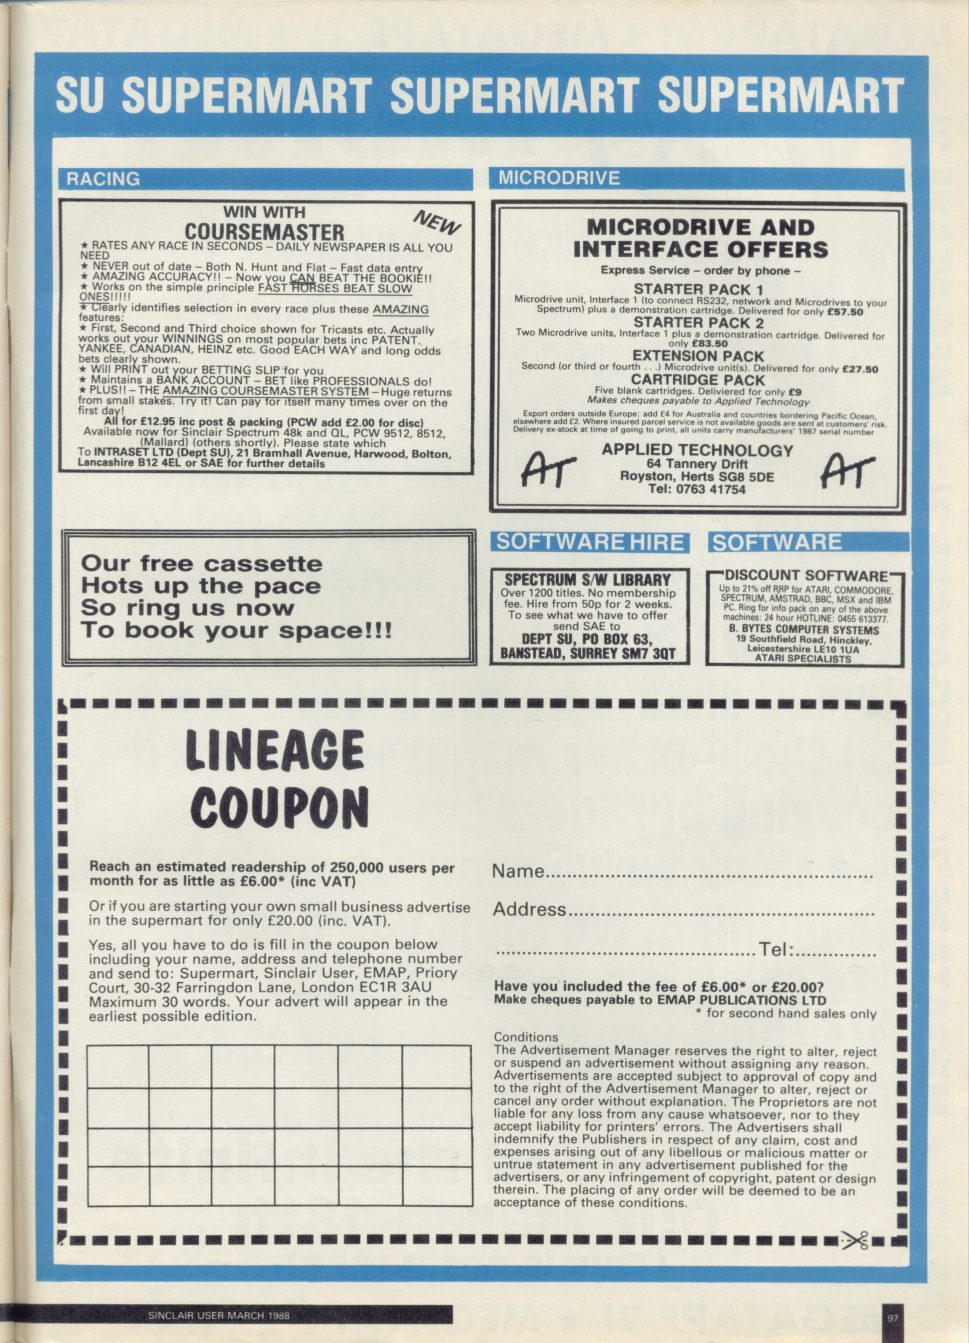 SU SUPERMART SUPERMART SUPERMART
RACING
WIN WITH
COURSEMASTER
NEW
★ RATES ANY RACE IN SECONDS – DAILY NEWSPAPER IS ALL YOU
NEED
★ NEVER out of date – Both N. Hunt and Flat – Fast data entry
★ AMAZING ACCURACY!! – Now you CAN BEAT THE BOOKIE!!
★ Works on the simple principle FAST HORSES BEAT SLOW
ONES!!!!!
★ Clearly identifies selection in every race plus these AMAZING
features:
★ First, Second and Third choice shown for Tricasts etc. Actually
works out your WINNINGS on most popular bets inc PATENT.
YANKEE, CANADIAN, HEINZ etc. Good EACH WAY and long odds
bets clearly shown.
★ Will PRINT out your BETTING SLIP for you
★ Maintains a BANK ACCOUNT – BET like PROFESSIONALS do!
★ PLUS!! – THE AMAZING COURSEMASTER SYSTEM – Huge returns
from small stakes. Try it! Can pay for itself many times over on the
first day!
All for £12.95 inc post & packing (PCW add £2.00 for disc)
Available now for Sinclair Spectrum 48k and QL, PCW 9512, 8512,
(Mallard) (others shortly). Please state which
To INTRASET LTD (Dept SU), 21 Bramhall Avenue, Harwood, Bolton,
Lancashire B12 4EL or SAE for further details
MICRODRIVE
MICRODRIVE AND
INTERFACE OFFERS
Express Service – order by phone –
STARTER PACK 1
Microdrive unit, Interface 1 (to connect RS232, network and Microdrives to your
Spectrum) plus a demonstration cartridge. Delivered for only £57.50
STARTER PACK 2
Two Microdrive units, Interface 1 plus a demonstration cartridge. Delivered for
only £83.50
EXTENSION PACK
Second (or third or fourth . . .) Microdrive unit(s). Delivered for only £27.50
CARTRIDGE PACK
Five blank cartridges. Deliviered for only £9
Makes cheques payable to Applied Technology
Export orders outside Europe: add £4 for Australia and countries bordering Pacific Ocean,
elsewhere add £2. Where insured parcel service is not available goods are sent at customers' risk.
Delivery ex-stock at time of going to print, all units carry manufacturers' 1987 serial number
AT
APPLIED TECHNOLOGY
64 Tannery Drift
Royston, Herts SG8 5DE
Tel: 0763 41754
AT
Our free cassette
Hots up the pace
So ring us now
To book your space!!!
SOFTWARE HIRE
SPECTRUM S/W LIBRARY
Over 1200 titles. No membership
fee. Hire from 50p for 2 weeks.
To see what we have to offer
send SAE to
DEPT SU, PO BOX 63,
BANSTEAD, SURREY SM7 3QT
SOFTWARE
DISCOUNT SOFTWARE
Up to 21% off RRP for ATARI, COMMODORE,
SPECTRUM, AMSTRAD, BBC, MSX and IBM
PC. Ring for info pack on any of the above
machines: 24 hour HOTLINE: 0455 613377.
B. BYTES COMPUTER SYSTEMS
19 Southfield Road, Hinckley,
Leicestershire LE10 1UA
ATARI SPECIALISTS
LINEAGE
COUPON
Reach an estimated readership of 250,000 users per
month for as little as £6.00* (inc VAT)
Or if you are starting your own small business advertise
in the supermart for only £20.00 (inc. VAT).
Yes, all you have to do is fill in the coupon below
including your name, address and telephone number
and send to: Supermart, Sinclair User, EMAP, Priory
Court, 30-32 Farringdon Lane, London EC1R 3AU
Maximum 30 words. Your advert will appear in the
earliest possible edition.
Name
Address
Tel:
Have you included the fee of £6.00* or £20.00?
Make cheques payable to EMAP PUBLICATIONS LTD
* for second hand sales only
Conditions
The Advertisement Manager reserves the right to alter, reject
or suspend an advertisement without assigning any reason.
Advertisements are accepted subject to approval of copy and
to the right of the Advertisement Manager to alter, reject or
cancel any order without explanation. The Proprietors are not
liable for any loss from any cause whatsoever, nor to they
accept liability for printers' errors. The Advertisers shall
indemnify the Publishers in respect of any claim, cost and
expenses arising out of any libellous or malicious matter or
untrue statement in any advertisement published for the
advertisers, or any infringement of copyright, patent or design
therein. The placing of any order will be deemed to be an
acceptance of these conditions.
SINCLAIR USER MARCH 1988
97